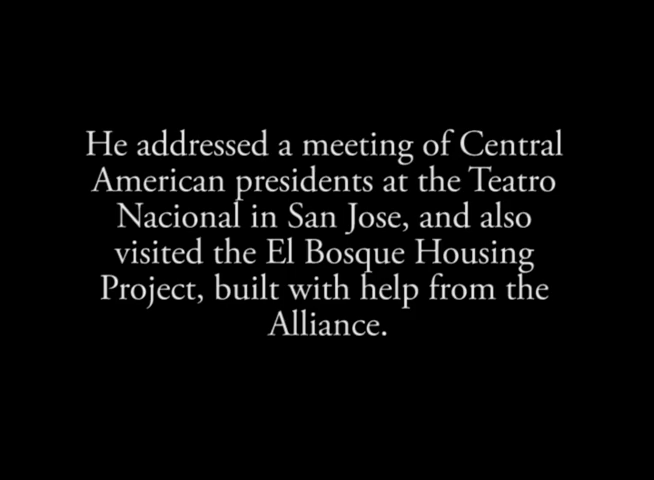 He addressed a meeting of Central
American presidents at the Teatro
Nacional in San Jose, and also
visited the El Bosque Housing
Project, built with help from the
Alliance.